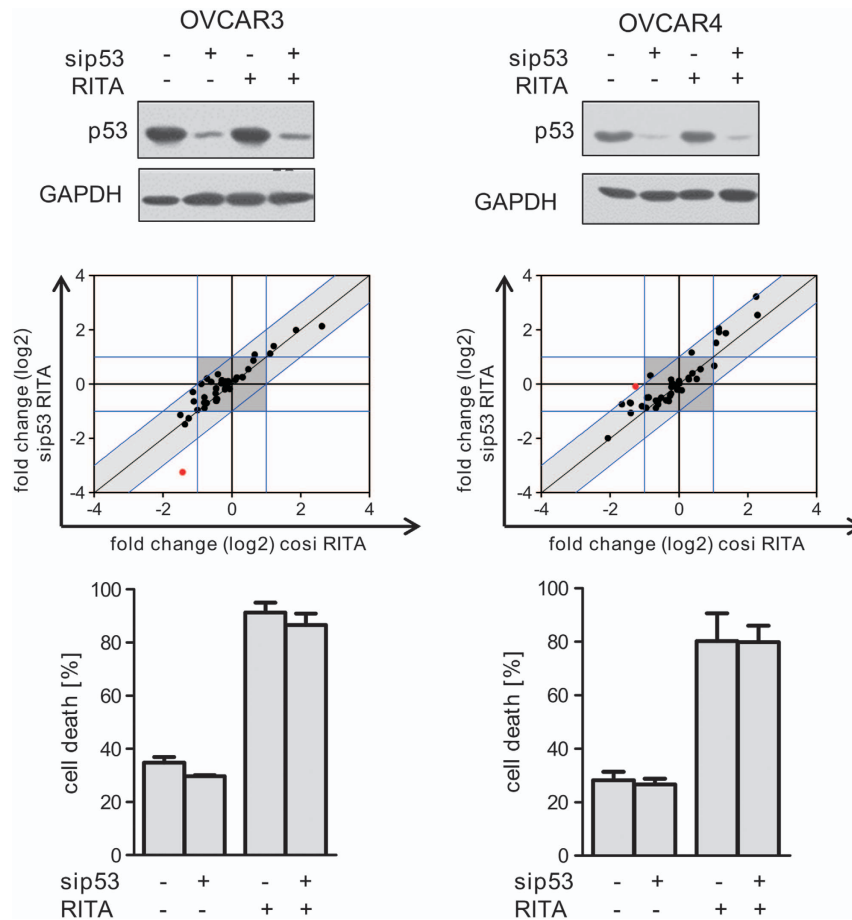 OVCAR3
sip53 - + - +
RITA - - + +
p53
GAPDH
OVCAR4
sip53 - + - +
RITA - - + +
p53
GAPDH
fold change (log2)
sip53 RITA
4
2
0
-2
-4
-4 -2 0 2 4
fold change (log2) cosi RITA
fold change (log2)
sip53 RITA
4
2
0
-2
-4
-4 -2 0 2 4
fold change (log2) cosi RITA
cell death [%]
100
80
60
40
20
0
sip53 - + - +
RITA - - + +
cell death [%]
100
80
60
40
20
0
sip53 - + - +
RITA - - + +